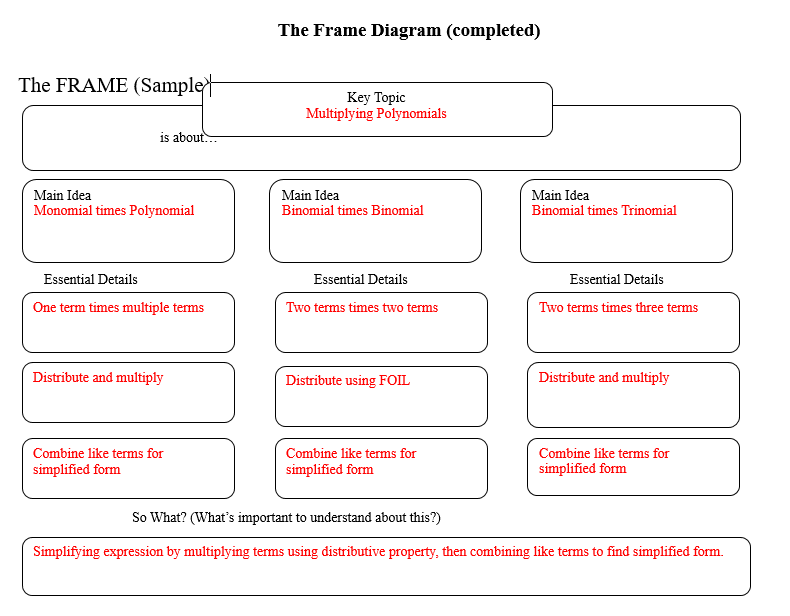 The Frame Diagram (completed)
The FRAME (Sample)
Key Topic
Multiplying Polynomials
is about…
Main Idea
Monomial times Polynomial
Main Idea
Binomial times Binomial
Main Idea
Binomial times Trinomial
Essential Details
Essential Details
Essential Details
One term times multiple terms
Two terms times two terms
Two terms times three terms
Distribute and multiply
Distribute using FOIL
Distribute and multiply
Combine like terms for
simplified form
Combine like terms for
simplified form
Combine like terms for
simplified form
So What? (What’s important to understand about this?)
Simplifying expression by multiplying terms using distributive property, then combining like terms to find simplified form.